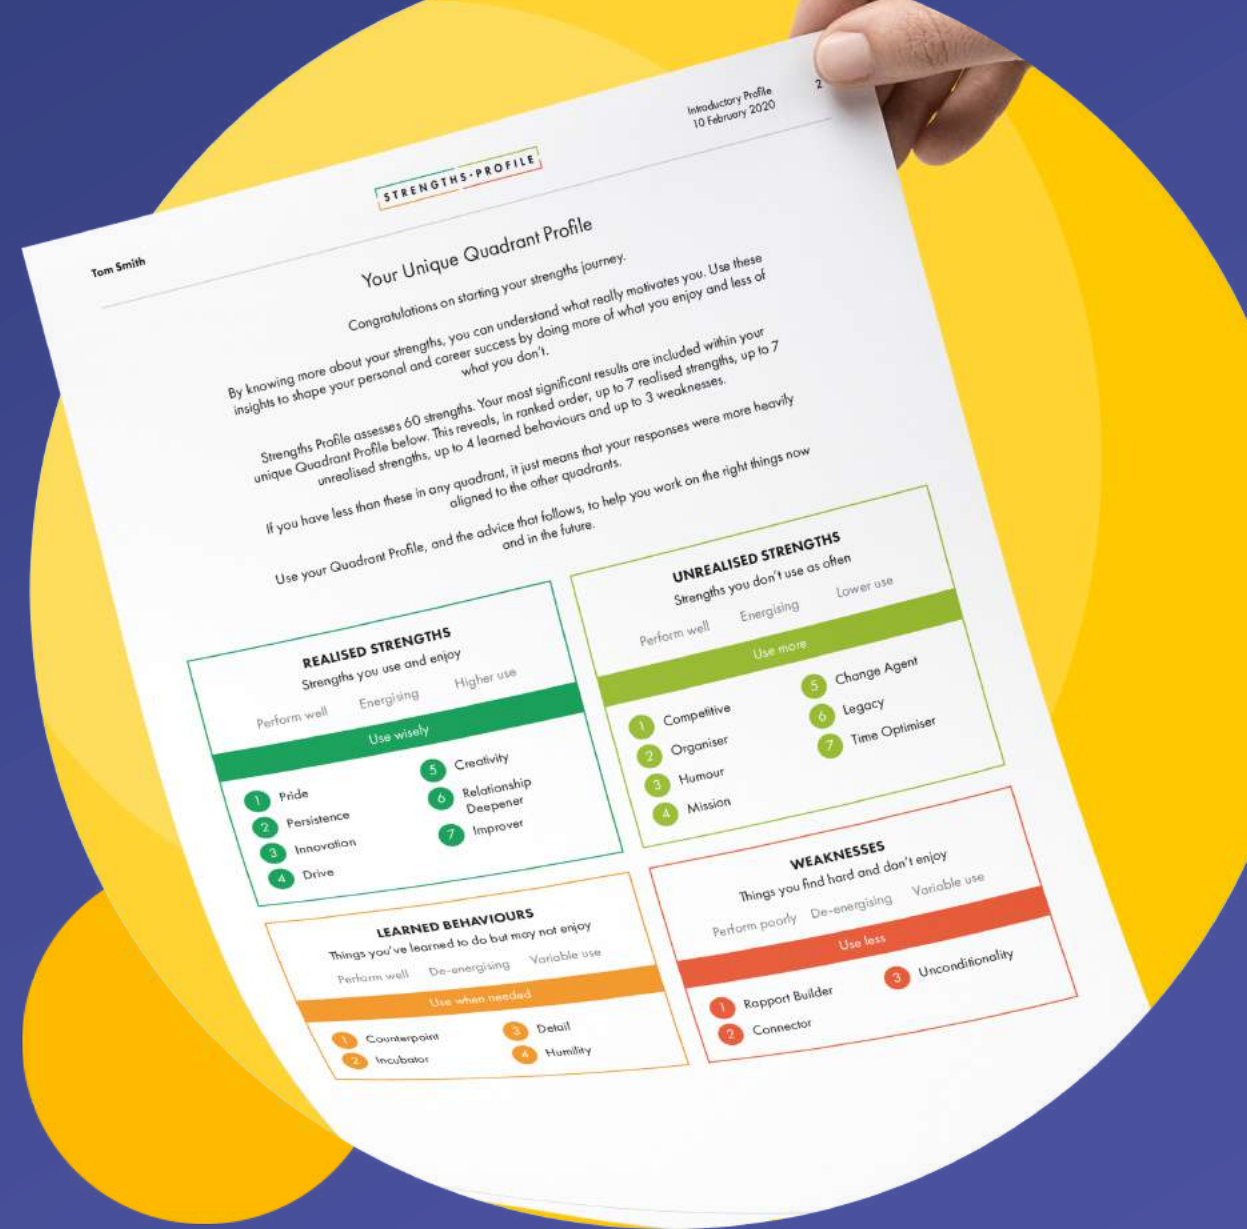 Introductory Profile
10 February 2020
2
STRENGTHS·PROFILE
Tom Smith
Your Unique Quadrant Profile
Congratulations on starting your strengths journey.
By knowing more about your strengths, you can understand what really motivates you. Use these
insights to shape your personal and career success by doing more of what you enjoy and less of
what you don't.
Strengths Profile assesses 60 strengths. Your most significant results are included within your
unique Quadrant Profile below. This reveals, in ranked order, up to 7 realised strengths, up to 7
unrealised strengths, up to 4 learned behaviours and up to 3 weaknesses.
If you have less than these in any quadrant, it just means that your responses were more heavily
aligned to the other quadrants.
Use your Quadrant Profile, and the advice that follows, to help you work on the right things now
and in the future.
REALISED STRENGTHS
Strengths you use and enjoy
Perform well Energising Higher use
Use wisely
1 Pride
2 Persistence
3 Innovation
4 Drive
5 Creativity
6 Relationship
Deepener
7 Improver
UNREALISED STRENGTHS
Strengths you don't use as often
Perform well Energising Lower use
Use more
1 Competitive
2 Organiser
3 Humour
4 Mission
5 Change Agent
6 Legacy
7 Time Optimiser
LEARNED BEHAVIOURS
Things you've learned to do but may not enjoy
Perform well De-energising Variable use
Use when needed
1 Counterpoint
2 Incubator
3 Detail
4 Humility
WEAKNESSES
Things you find hard and don't enjoy
Perform poorly De-energising Variable use
Use less
1 Rapport Builder
2 Connector
3 Unconditionality